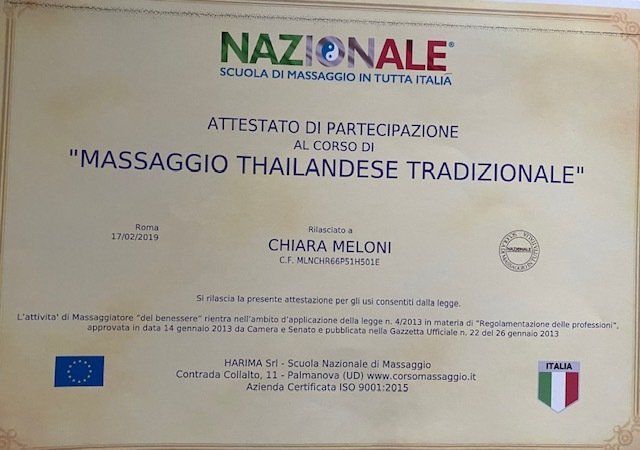 NAZIONALE®
SCUOLA DI MASSAGGIO IN TUTTA ITALIA
ATTESTATO DI PARTECIPAZIONE
AL CORSO DI
"MASSAGGIO THAILANDESE TRADIZIONALE"
Roma
17/02/2019
Rilasciato a
CHIARA MELONI
C.F. MLNCHR66P51H501E
NAZIONALE
Si rilascia la presente attestazione per gli usi consentiti dalla legge.
L'attivita' di Massaggiatore "del benessere" rientra nell'ambito d'applicazione della legge n. 4/2013 in materia di "Regolamentazione delle professioni",
approvata in data 14 gennaio 2013 da Camera e Senato e pubblicata nella Gazzetta Ufficiale n. 22 del 26 gennaio 2013
HARIMA Srl - Scuola Nazionale di Massaggio
Contrada Collalto, 11 - Palmanova (UD) www.corsomassaggio.it
Azienda Certificata ISO 9001:2015
ITALIA